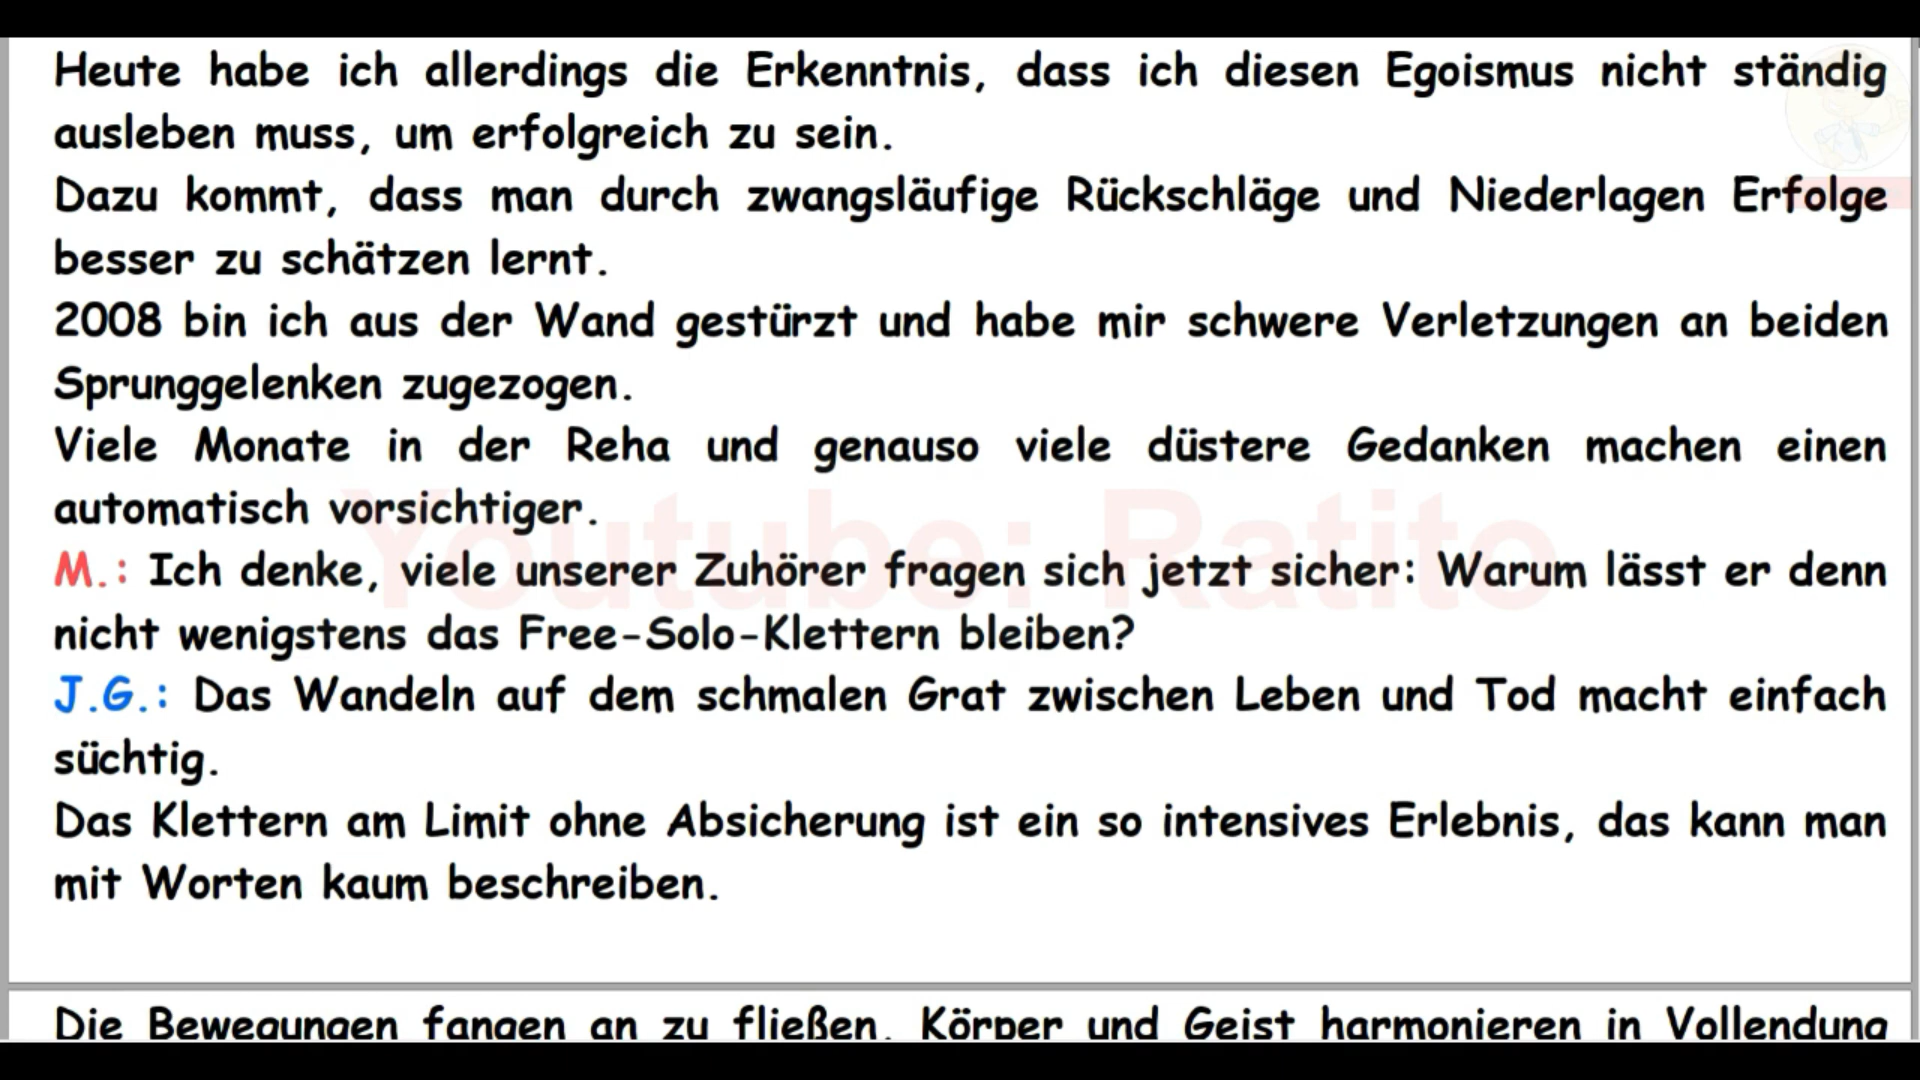 Heute habe ich allerdings die Erkenntnis, dass ich diesen Egoismus nicht ständig
ausleben muss, um erfolgreich zu sein.
Dazu kommt, dass man durch zwangsläufige Rückschläge und Niederlagen Erfolge
besser zu schätzen lernt.
2008 bin ich aus der Wand gestürzt und habe mir schwere Verletzungen an beiden
Sprunggelenken zugezogen.
Viele Monate in der Reha und genauso viele düstere Gedanken machen einen
automatisch vorsichtiger.
Youtube: Ratito
M.: Ich denke, viele unserer Zuhörer fragen sich jetzt sicher: Warum lässt er denn
nicht wenigstens das Free-Solo-Klettern bleiben?
J.G.: Das Wandeln auf dem schmalen Grat zwischen Leben und Tod macht einfach
süchtig.
Das Klettern am Limit ohne Absicherung ist ein so intensives Erlebnis, das kann man
mit Worten kaum beschreiben.
Die Bewegungen fangen an zu fließen, Körper und Geist harmonieren in Vollendung